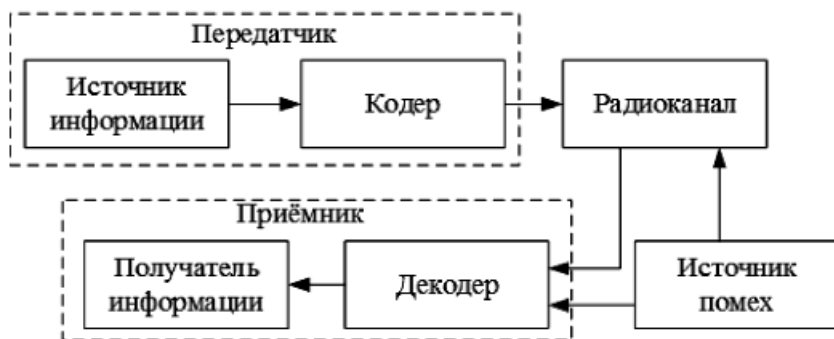 Передатчик
Источник
информации
Кодер
Радиоканал
Приёмник
Получатель
информации
Декодер
Источник
помех